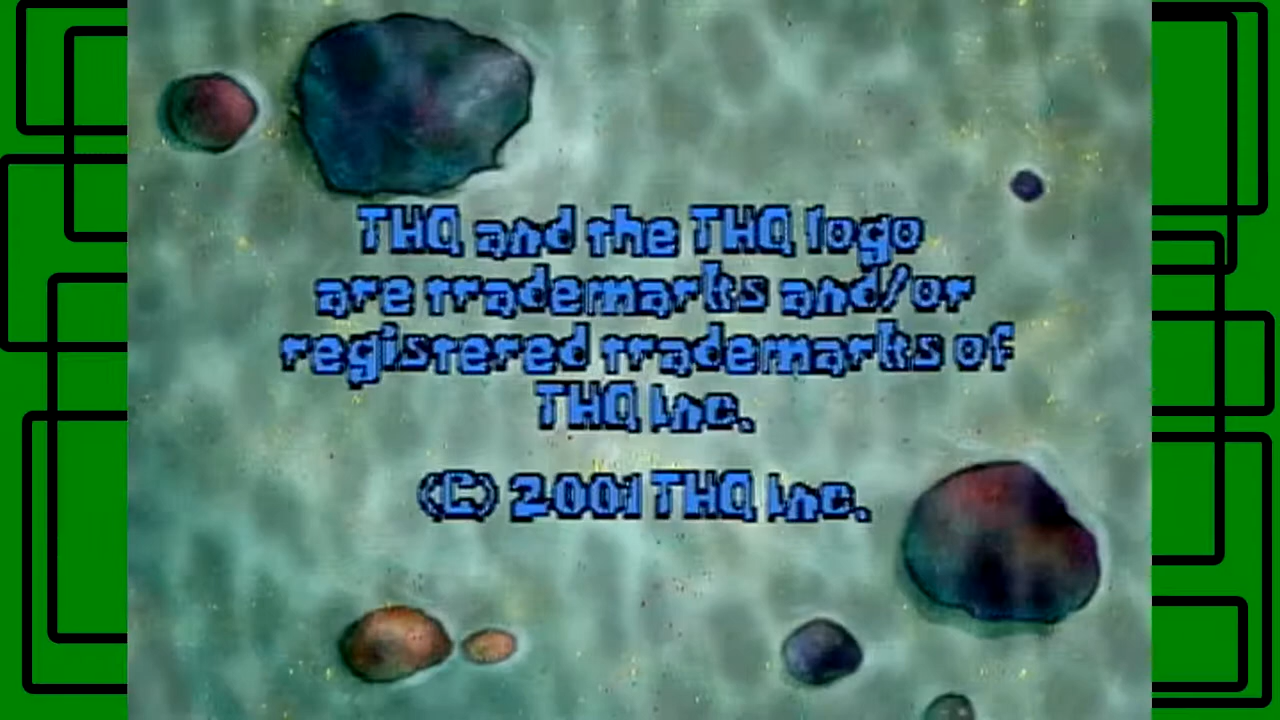 THQ and the THQ logo
are trademarks and/or
registered trademarks of
THQ Inc.
(C) 2001 THQ Inc.